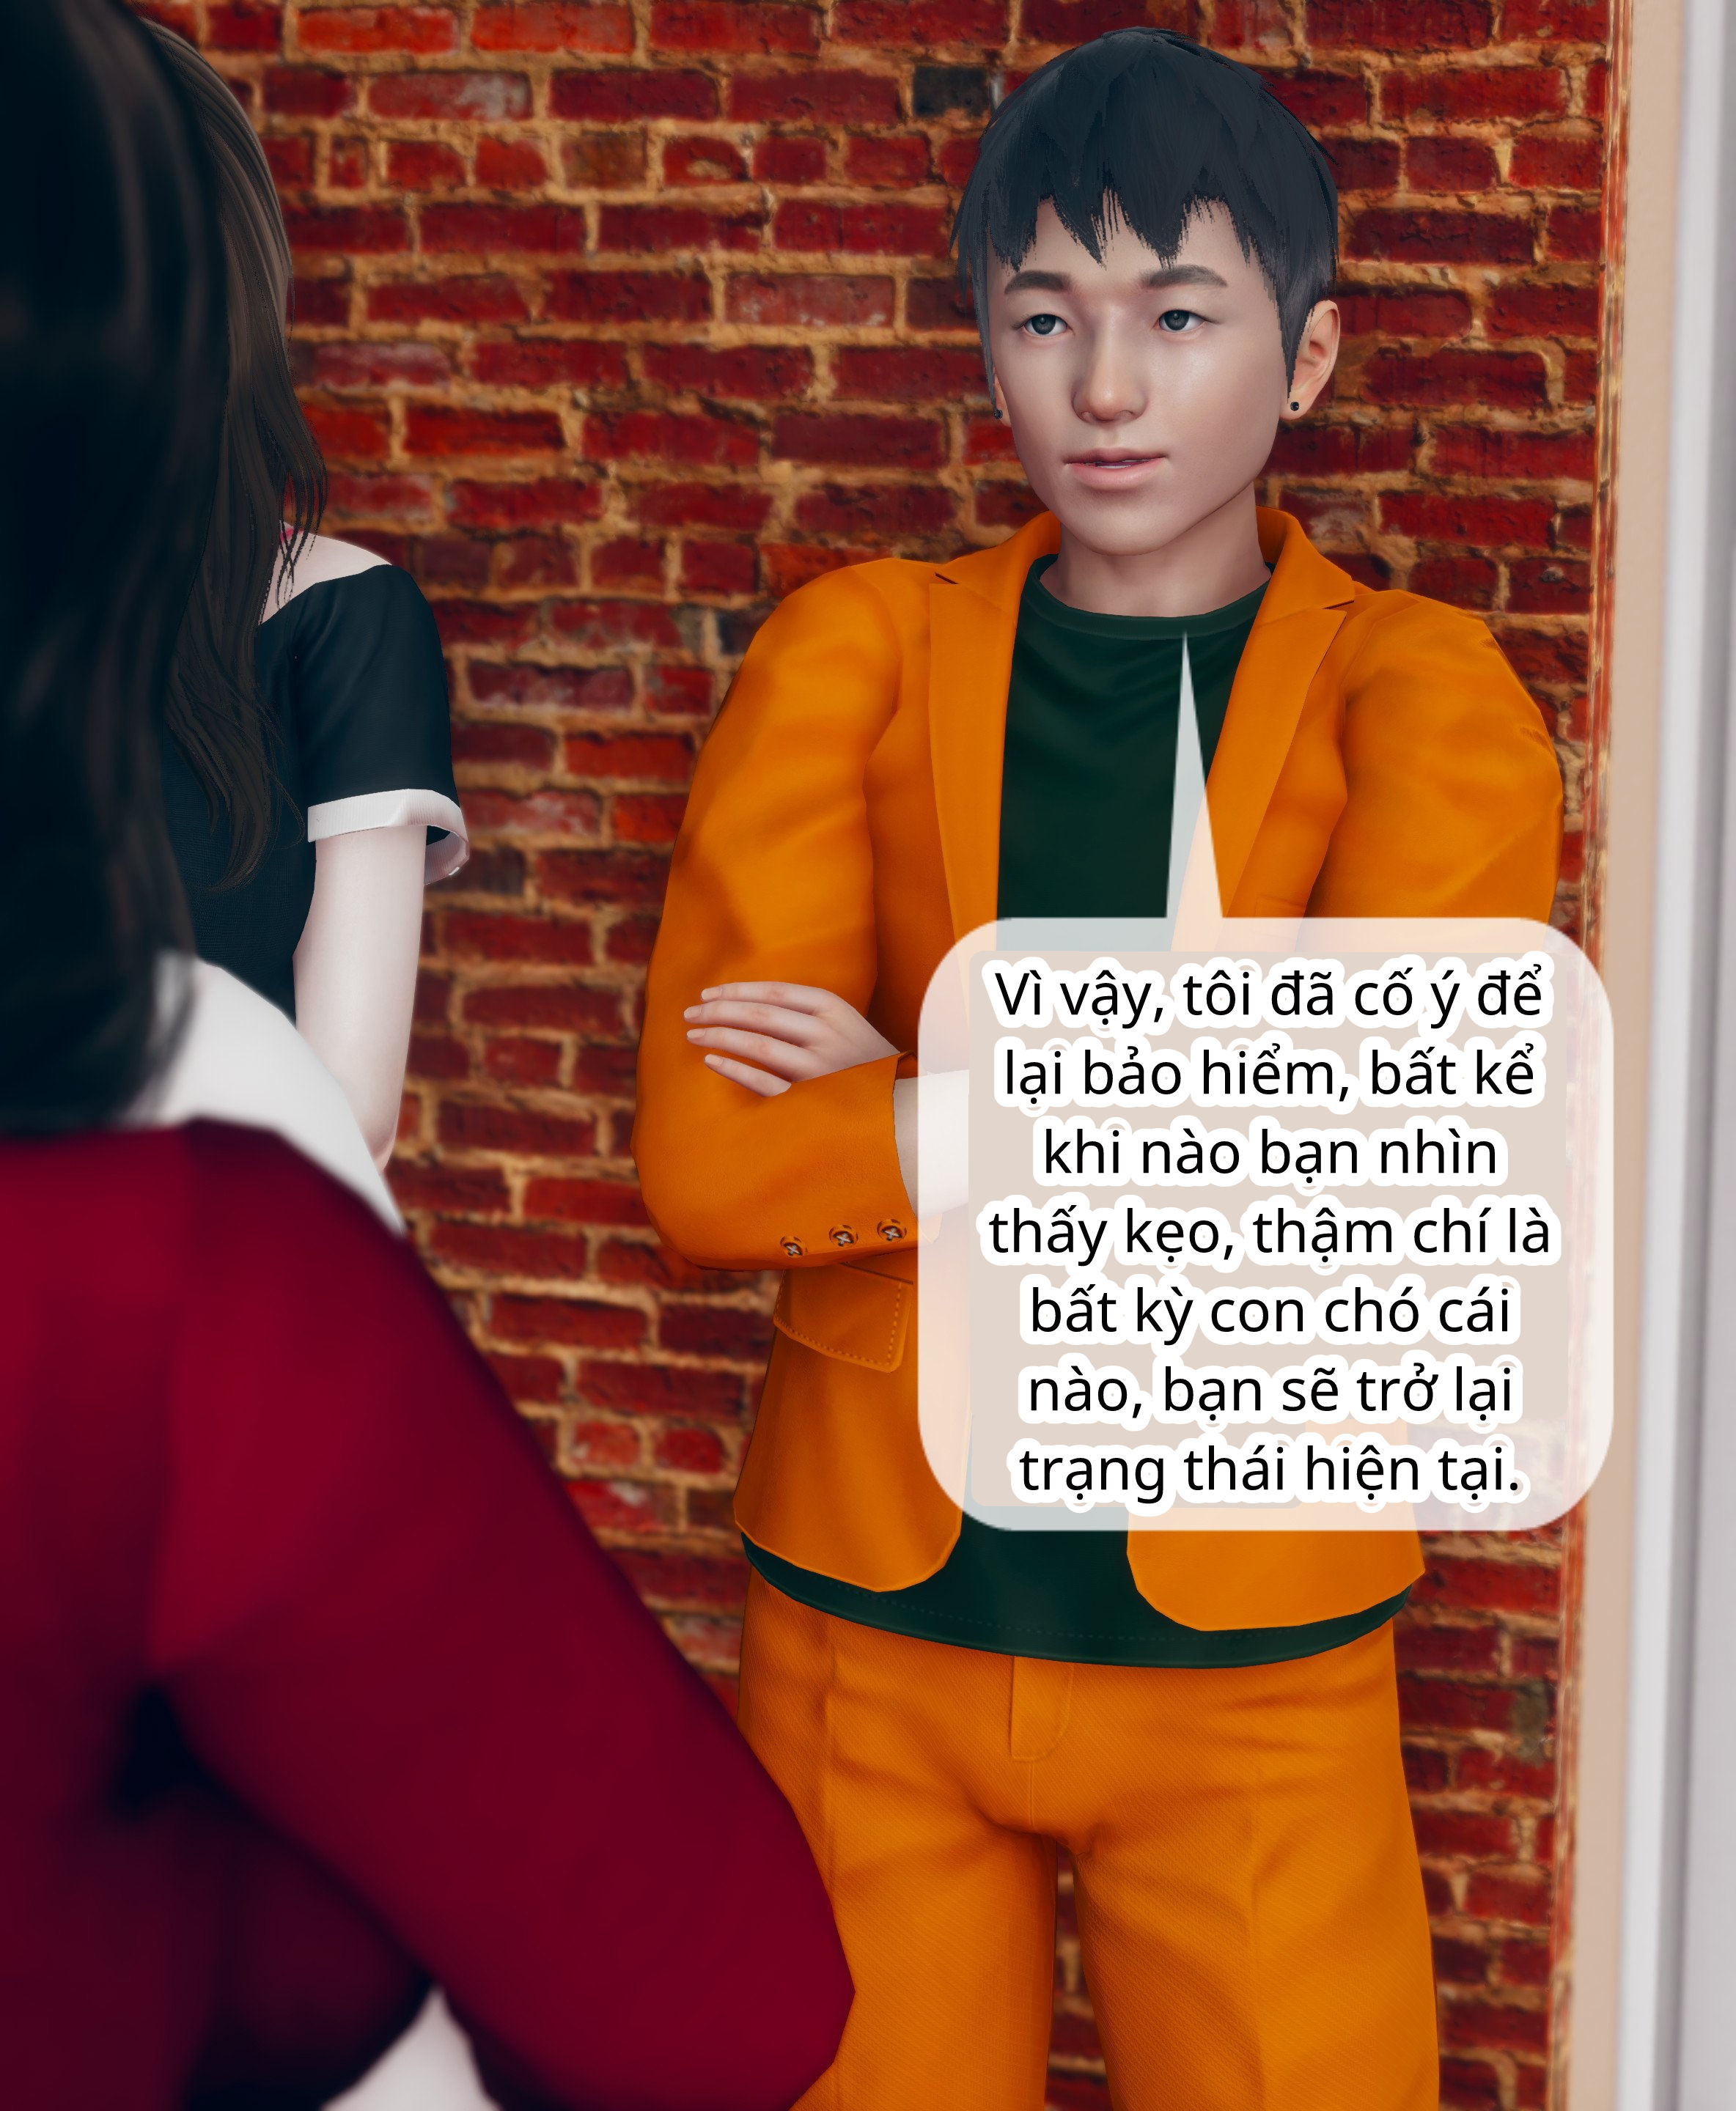 Vì vậy, tôi đã cố ý để
lại bảo hiểm, bất kể
khi nào bạn nhìn
thấy kẹo, thậm chí là
bất kỳ con chó cái
nào, bạn sẽ trở lại
trạng thái hiện tại.